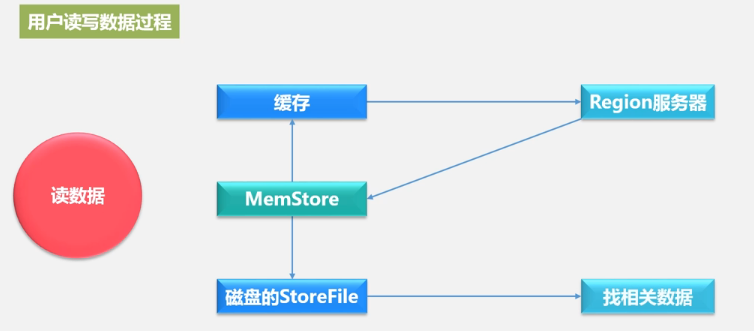 用户读写数据过程
缓存
Region服务器
读数据
MemStore
磁盘的StoreFile
找相关数据